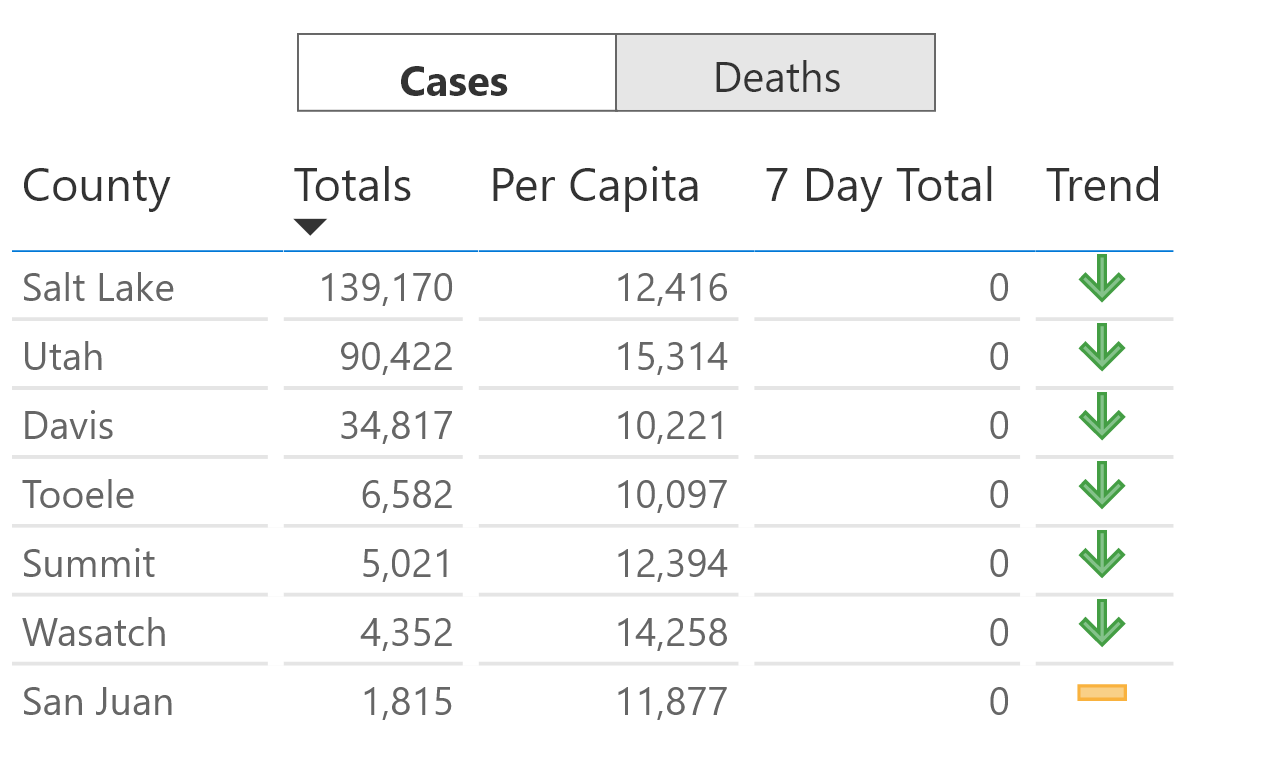 Cases Deaths
County Totals Per Capita 7 Day Total Trend
Salt Lake 139,170 12,416 0
Utah 90,422 15,314 0
Davis 34,817 10,221 0
Tooele 6,582 10,097 0
Summit 5,021 12,394 0
Wasatch 4,352 14,258 0
San Juan 1,815 11,877 0